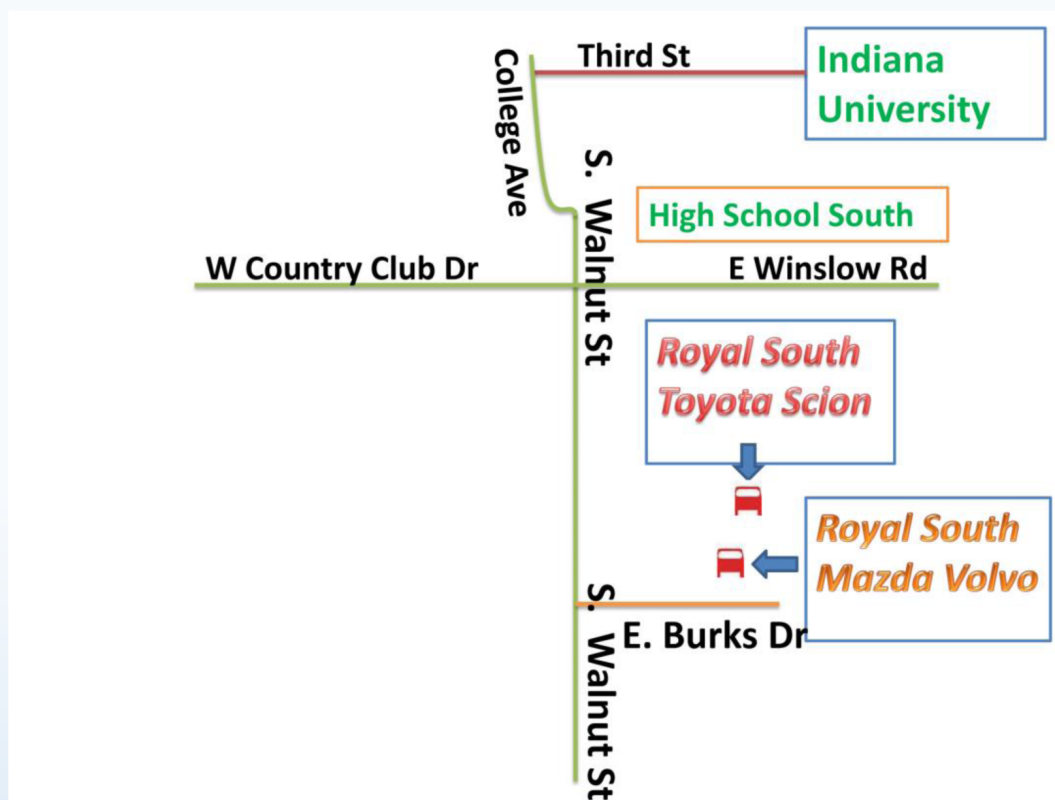 Third St
Indiana
University
College Ave
S. Walnut St
High School South
W Country Club Dr
E Winslow Rd
Royal South
Toyota Scion
Royal South
Mazda Volvo
S. Walnut St
E. Burks Dr